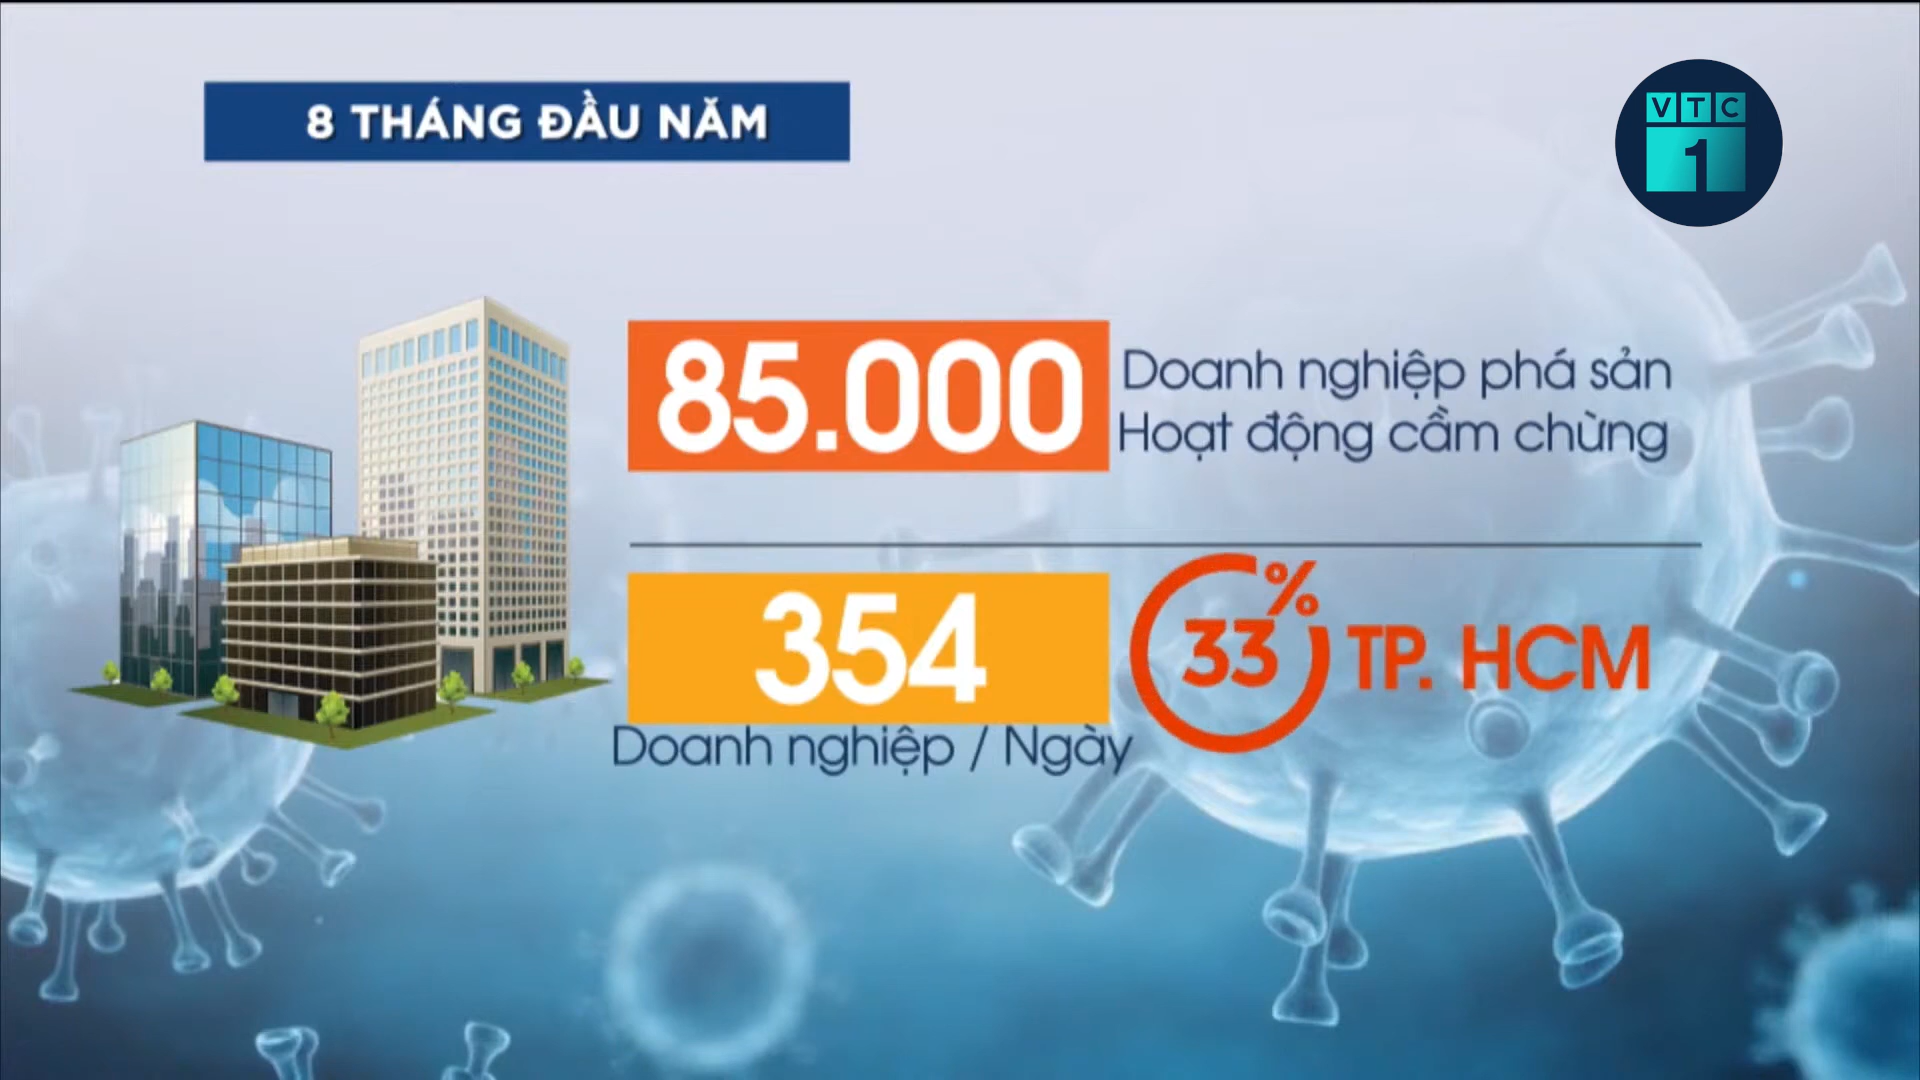 8 THÁNG ĐẦU NĂM
VTC
1
85.000
Doanh nghiệp phá sản
Hoạt động cầm chừng
354
Doanh nghiệp / Ngày
33%
TP. HCM